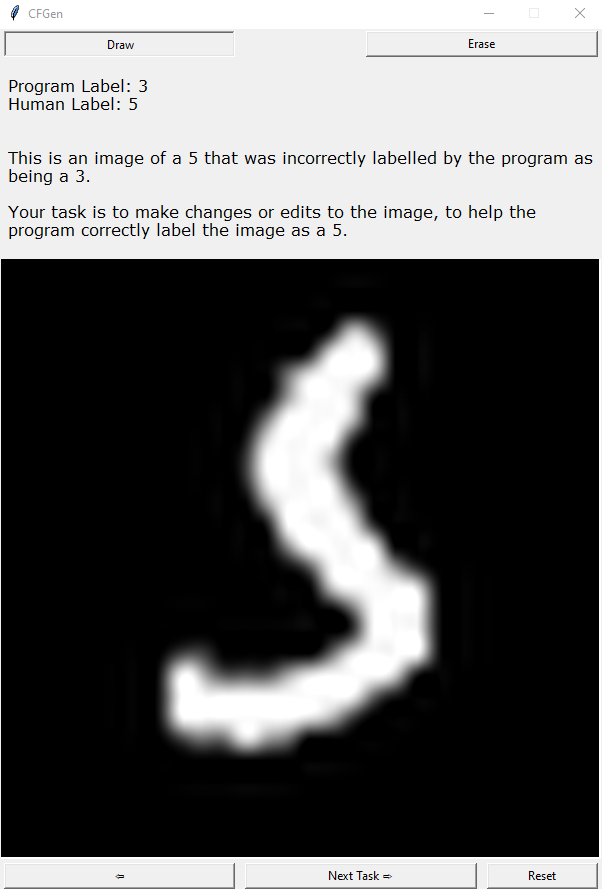 CFGen
Draw
Erase
Program Label: 3
Human Label: 5
This is an image of a 5 that was incorrectly labelled by the program as
being a 3.
Your task is to make changes or edits to the image, to help the
program correctly label the image as a 5.
5
⇦
Next Task ⇨
Reset